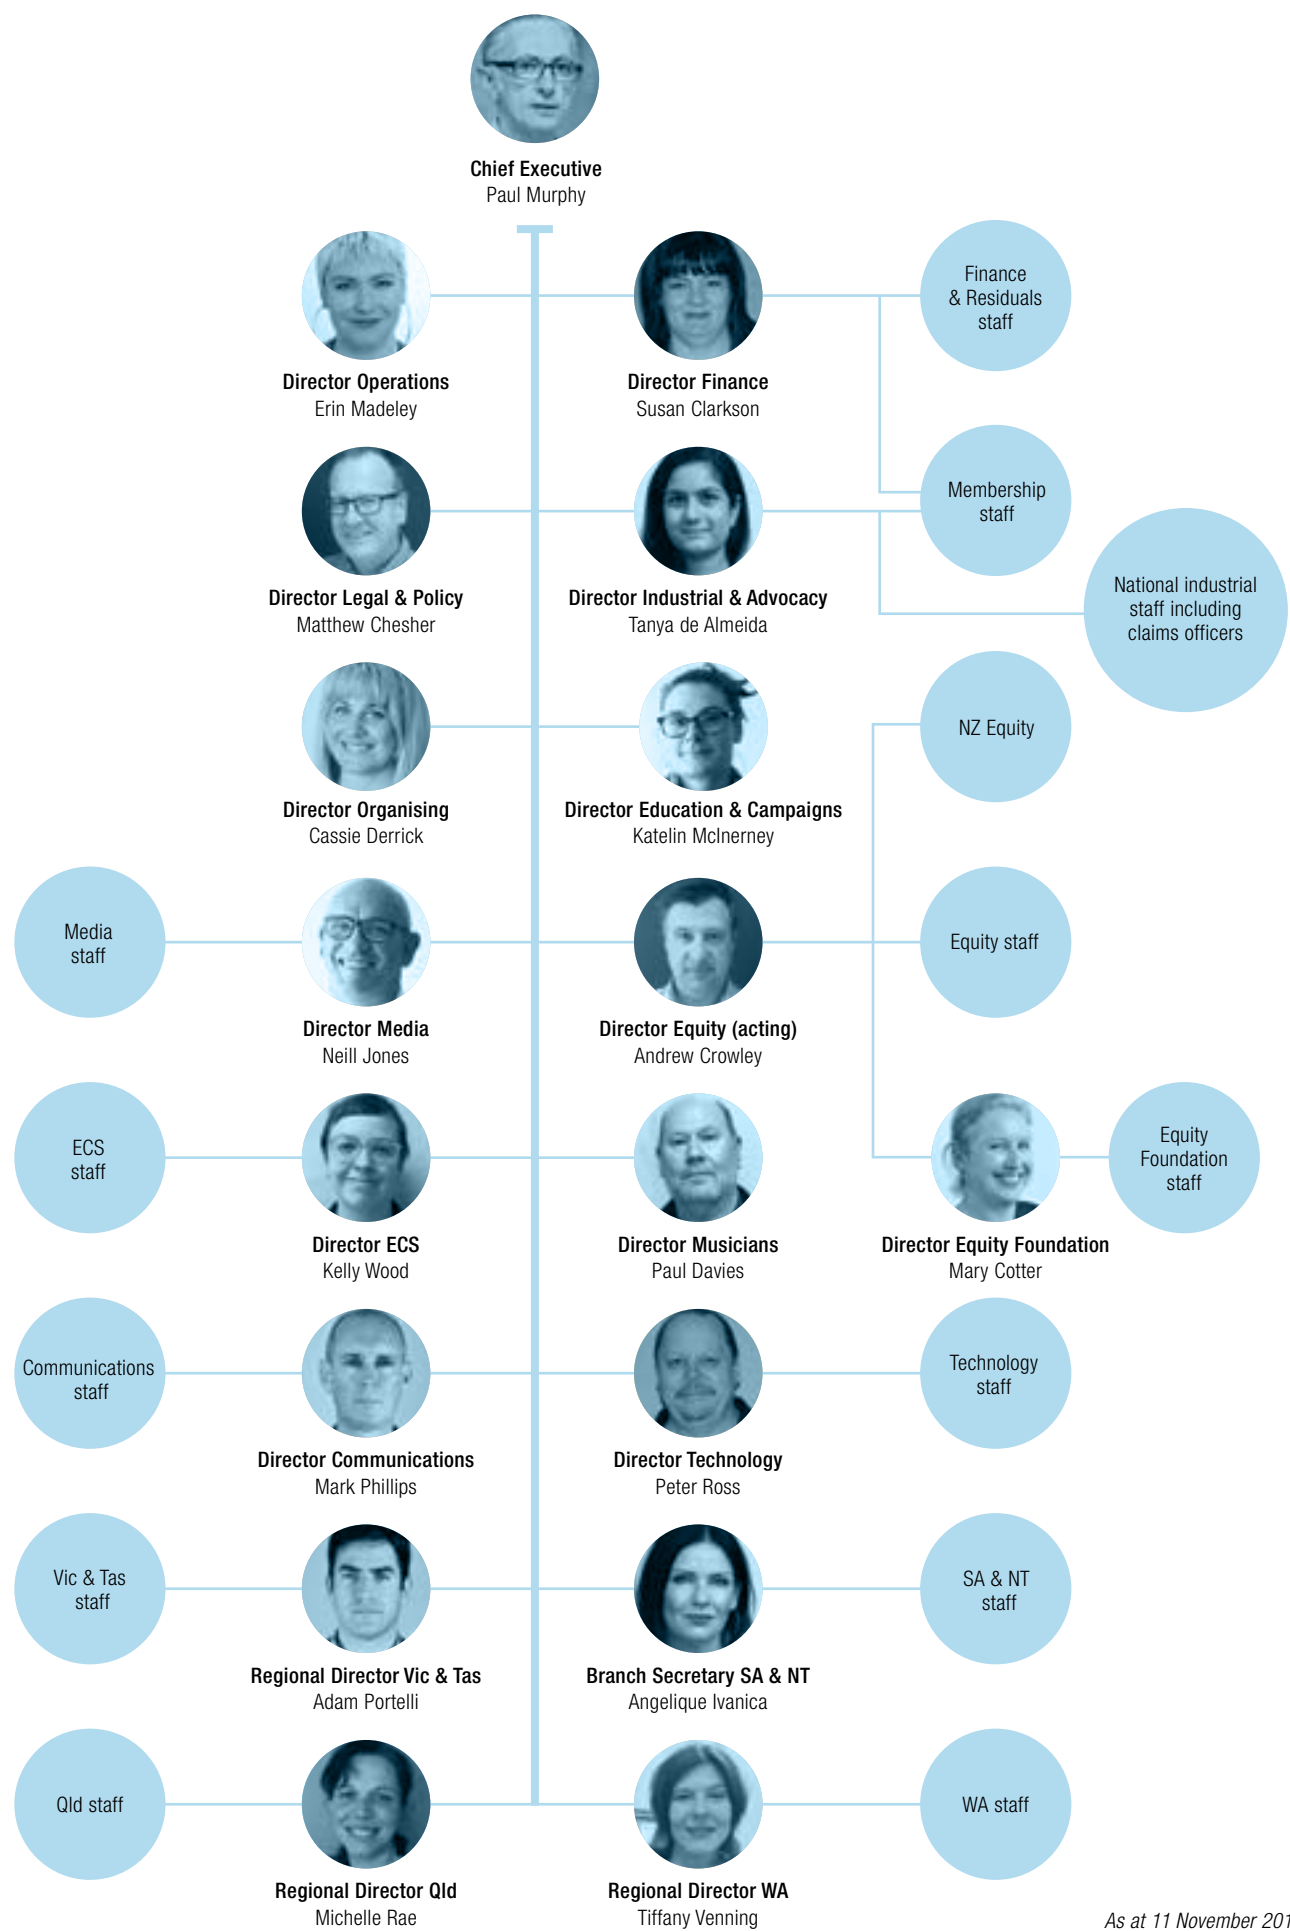 Chief Executive
Paul Murphy
Director Operations
Erin Madeley
Director Finance
Susan Clarkson
Finance
& Residuals
staff
Director Legal & Policy
Matthew Chesher
Director Industrial & Advocacy
Tanya de Almeida
Membership
staff
National industrial
staff including
claims officers
Director Organising
Cassie Derrick
Director Education & Campaigns
Katelin McInerney
NZ Equity
Media
staff
Director Media
Neill Jones
Director Equity (acting)
Andrew Crowley
Equity staff
ECS
staff
Director ECS
Kelly Wood
Director Musicians
Paul Davies
Director Equity Foundation
Mary Cotter
Equity
Foundation
staff
Communications
staff
Director Communications
Mark Phillips
Director Technology
Peter Ross
Technology
staff
Vic & Tas
staff
Regional Director Vic & Tas
Adam Portelli
Branch Secretary SA & NT
Angelique Ivanica
SA & NT
staff
Qld staff
Regional Director Qld
Michelle Rae
Regional Director WA
Tiffany Venning
WA staff
As at 11 November 201